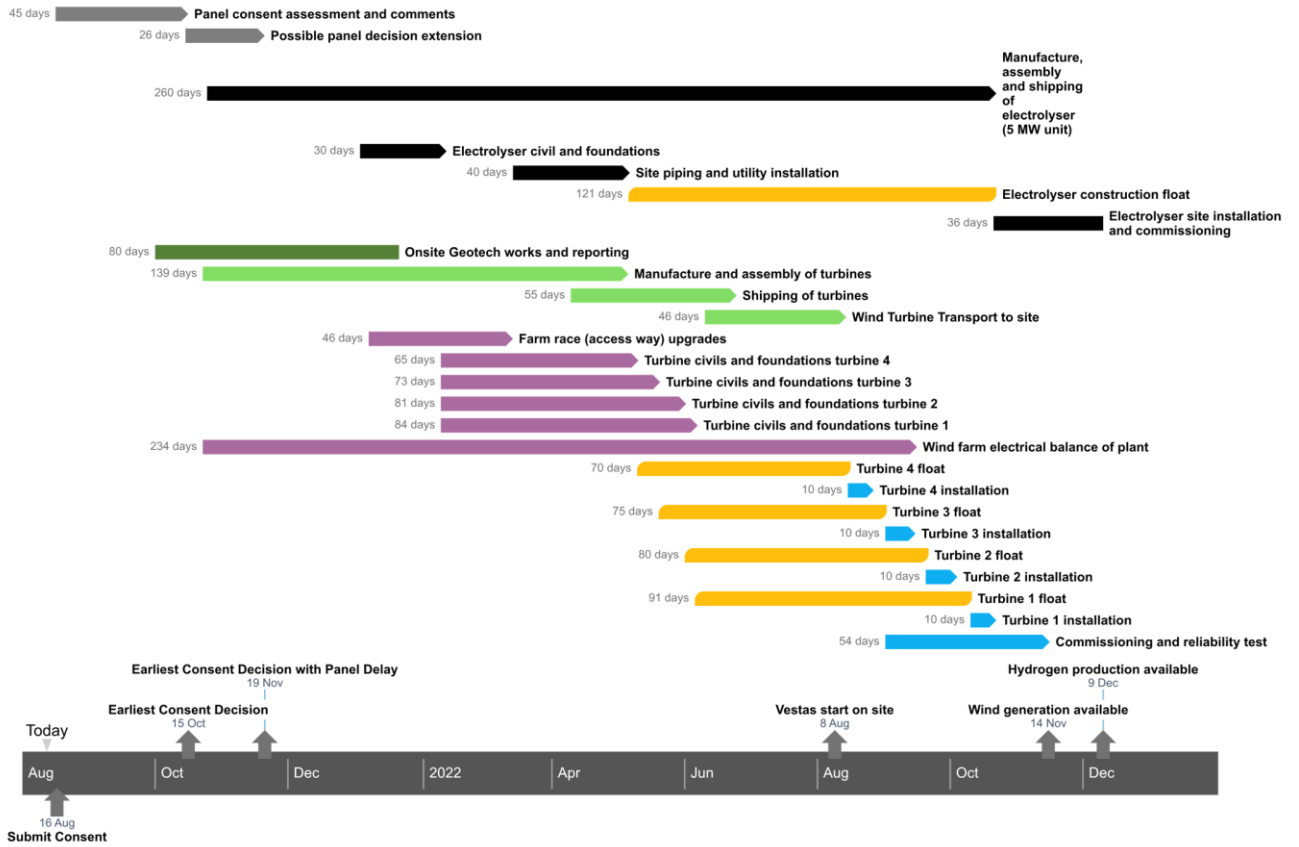 45 days Panel consent assessment and comments
26 days Possible panel decision extension
Manufacture,
assembly
and shipping
260 days of
electrolyser
(5 MW unit)
30 days Electrolyser civil and foundations
40 days Site piping and utility installation
121 days Electrolyser construction float
36 days Electrolyser site installation
and commissioning
80 days Onsite Geotech works and reporting
139 days Manufacture and assembly of turbines
55 days Shipping of turbines
46 days Wind Turbine Transport to site
46 days Farm race (access way) upgrades
65 days Turbine civils and foundations turbine 4
73 days Turbine civils and foundations turbine 3
81 days Turbine civils and foundations turbine 2
84 days Turbine civils and foundations turbine 1
234 days Wind farm electrical balance of plant
70 days Turbine 4 float
10 days Turbine 4 installation
75 days Turbine 3 float
10 days Turbine 3 installation
80 days Turbine 2 float
10 days Turbine 2 installation
91 days Turbine 1 float
10 days Turbine 1 installation
54 days Commissioning and reliability test
Earliest Consent Decision with Panel Delay
19 Nov
Hydrogen production available
9 Dec
Earliest Consent Decision
15 Oct
Vestas start on site
8 Aug
Wind generation available
14 Nov
Today
Aug Oct Dec 2022 Apr Jun Aug Oct Dec
16 Aug
Submit Consent